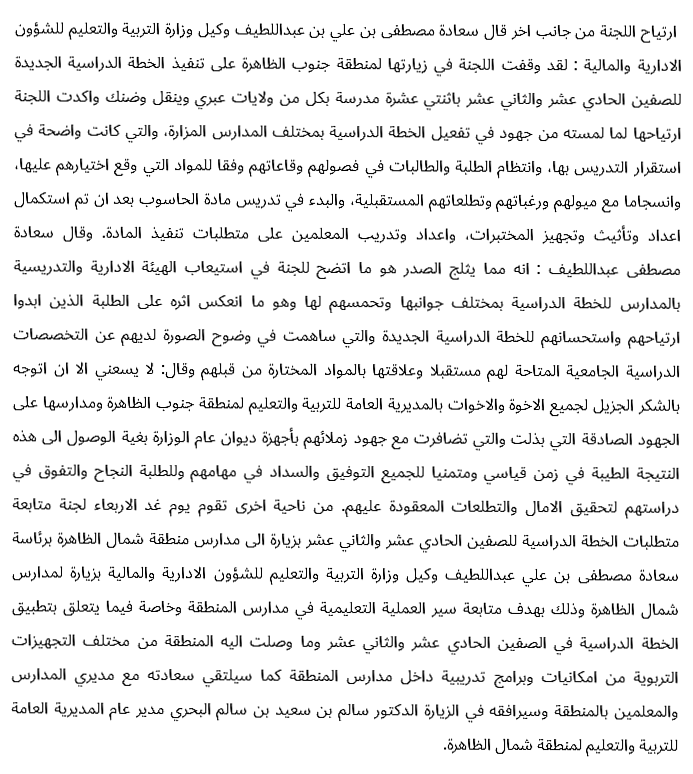 ارتياح اللجنة من جانب اخر قال سعادة مصطفى بن علي بن عبداللطيف وكيل وزارة التربية والتعليم للشؤون
الادارية والمالية : لقد وقفت اللجنة في زيارتها لمنطقة جنوب الظاهرة على تنفيذ الخطة الدراسية الجديدة
للصفين الحادي عشر والثاني عشر باثنتي عشرة مدرسة بكل من ولايات عبري وينقل وضنك واكدت اللجنة
ارتياحها لما لمسته من جهود في تفعيل الخطة الدراسية بمختلف المدارس المزارة، والتي كانت واضحة في
استقرار التدريس بها، وانتظام الطلبة والطالبات في فصولهم وقاعاتهم وفقا للمواد التي وقع اختيارهم عليها،
وانسجاما مع ميولهم ورغباتهم وتطلعاتهم المستقبلية، والبدء في تدريس مادة الحاسوب بعد ان تم استكمال
اعداد وتأثيث وتجهيز المختبرات، واعداد وتدريب المعلمين على متطلبات تنفيذ المادة. وقال سعادة
مصطفى عبداللطيف : انه مما يثلج الصدر هو ما اتضح للجنة في استيعاب الهيئة الادارية والتدريسية
بالمدارس للخطة الدراسية بمختلف جوانبها وتحمسهم لها وهو ما انعكس اثره على الطلبة الذين ابدوا
ارتياحهم واستحسانهم للخطة الدراسية الجديدة والتي ساهمت في وضوح الصورة لديهم عن التخصصات
الدراسية الجامعية المتاحة لهم مستقبلا وعلاقتها بالمواد المختارة من قبلهم وقال: لا يسعني الا ان اتوجه
بالشكر الجزيل لجميع الاخوة والاخوات بالمديرية العامة للتربية والتعليم لمنطقة جنوب الظاهرة ومدارسها على
الجهود الصادقة التي بذلت والتي تضافرت مع جهود زملائهم بأجهزة ديوان عام الوزارة بغية الوصول الى هذه
النتيجة الطيبة في زمن قياسي ومتمنيا للجميع التوفيق والسداد في مهامهم وللطلبة النجاح والتفوق في
دراستهم لتحقيق الامال والتطلعات المعقودة عليهم. من ناحية اخرى تقوم يوم غد الاربعاء لجنة متابعة
متطلبات الخطة الدراسية للصفين الحادي عشر والثاني عشر بزيارة الى مدارس منطقة شمال الظاهرة برئاسة
سعادة مصطفى بن علي عبداللطيف وكيل وزارة التربية والتعليم للشؤون الادارية والمالية بزيارة لمدارس
شمال الظاهرة وذلك بهدف متابعة سير العملية التعليمية في مدارس المنطقة وخاصة فيما يتعلق بتطبيق
الخطة الدراسية في الصفين الحادي عشر والثاني عشر وما وصلت اليه المنطقة من مختلف التجهيزات
التربوية من امكانيات وبرامج تدريبية داخل مدارس المنطقة كما سيلتقي سعادته مع مديري المدارس
والمعلمين بالمنطقة وسيرافقه في الزيارة الدكتور سالم بن سعيد بن سالم البحري مدير عام المديرية العامة
للتربية والتعليم لمنطقة شمال الظاهرة.